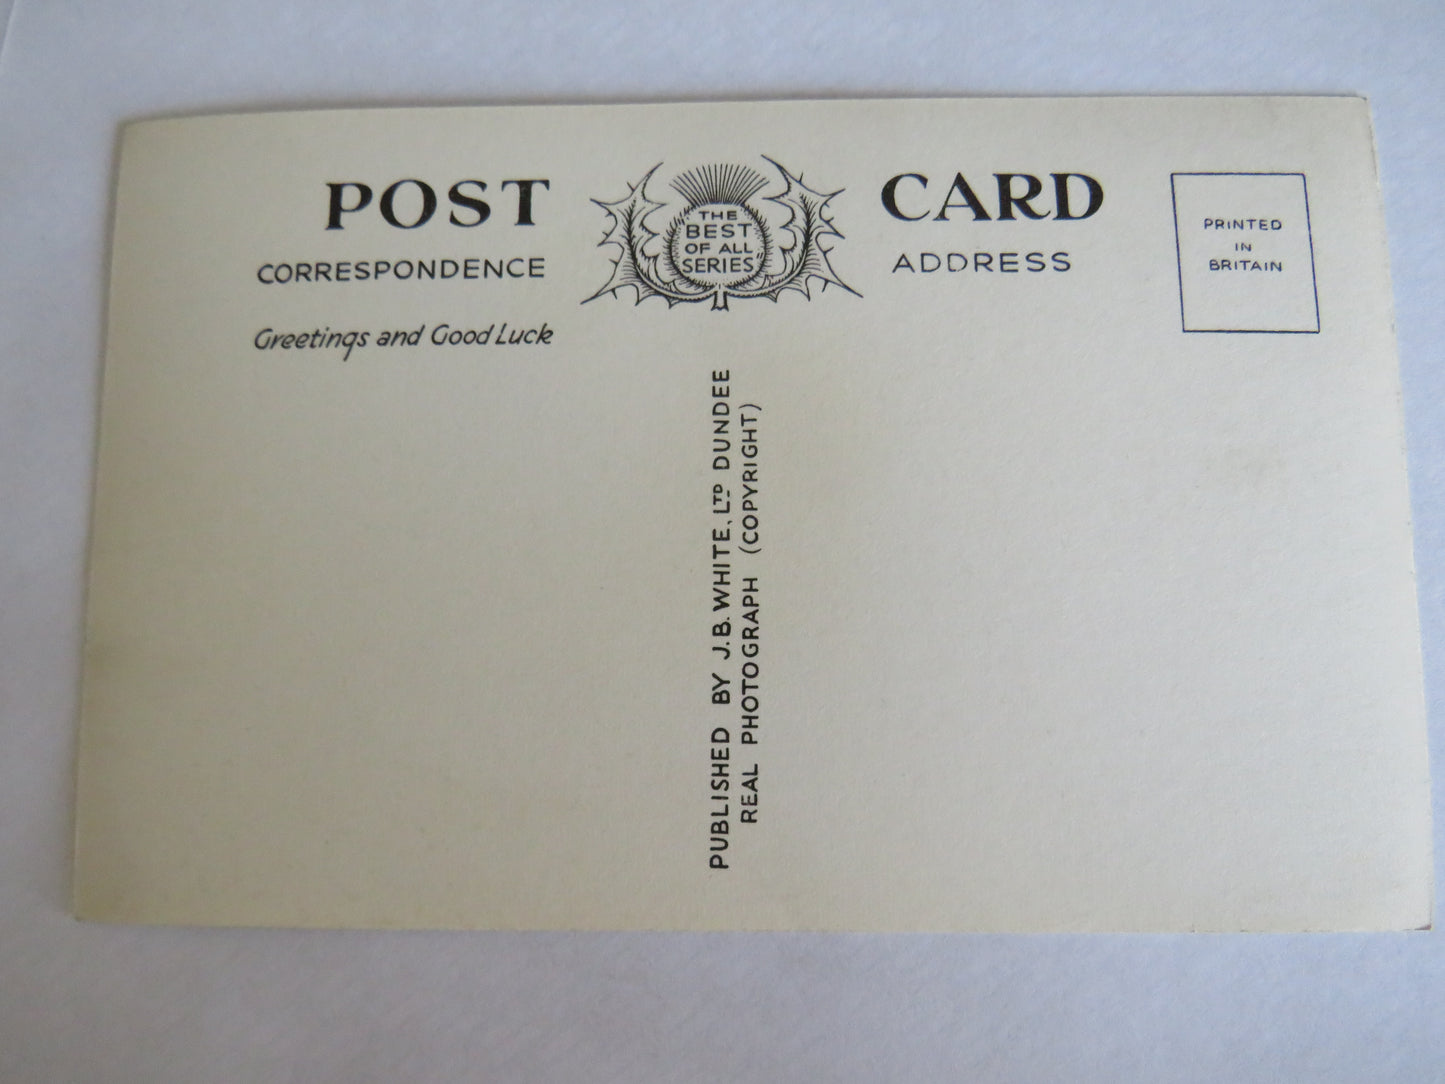 POST CARD
THE
BEST
OF ALL
SERIES"
CORRESPONDENCE
ADDRESS
PRINTED
IN
BRITAIN
Greetings and Good Luck
PUBLISHED BY J.B. WHITE, LTD DUNDEE
REAL PHOTOGRAPH (COPYRIGHT)